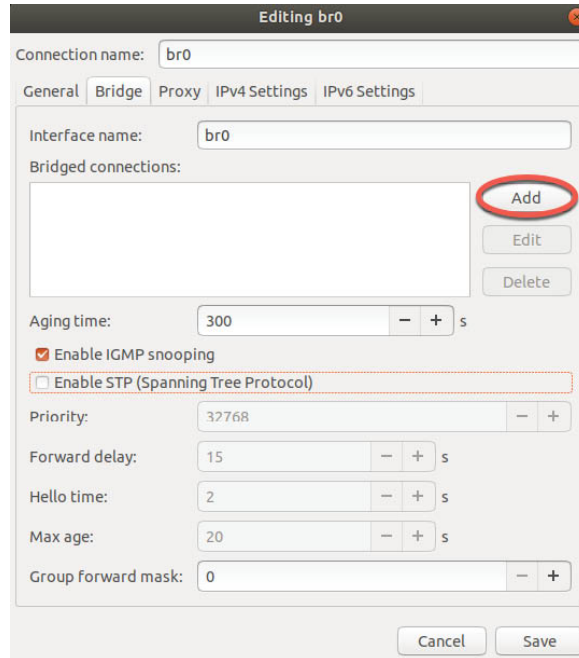 Editing br0
Connection name: br0
General Bridge Proxy IPv4 Settings IPv6 Settings
Interface name: br0
Bridged connections:
Add
Edit
Delete
Aging time: 300 − + s
Enable IGMP snooping
Enable STP (Spanning Tree Protocol)
Priority: 32768 − +
Forward delay: 15 − + s
Hello time: 2 − + s
Max age: 20 − + s
Group forward mask: 0 − +
Cancel Save